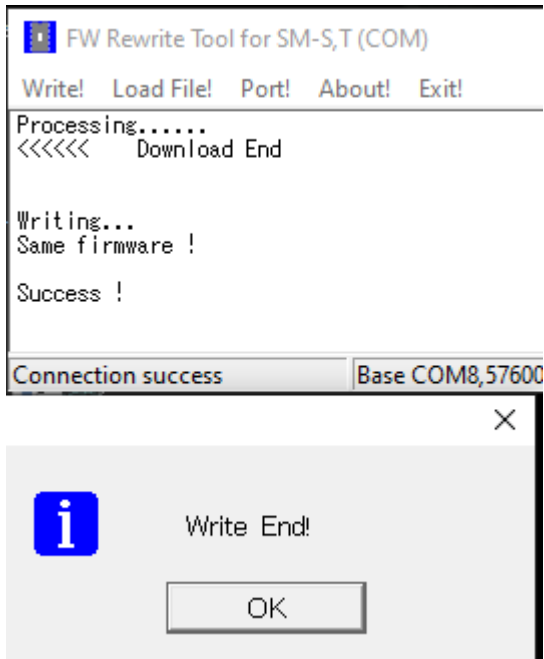 FW Rewrite Tool for SM-S,T (COM)
Write! Load File! Port! About! Exit!
Processing......
<<<<<< Download End
Writing...
Same firmware !
Success !
Connection success Base COM8,57600
Write End!
OK